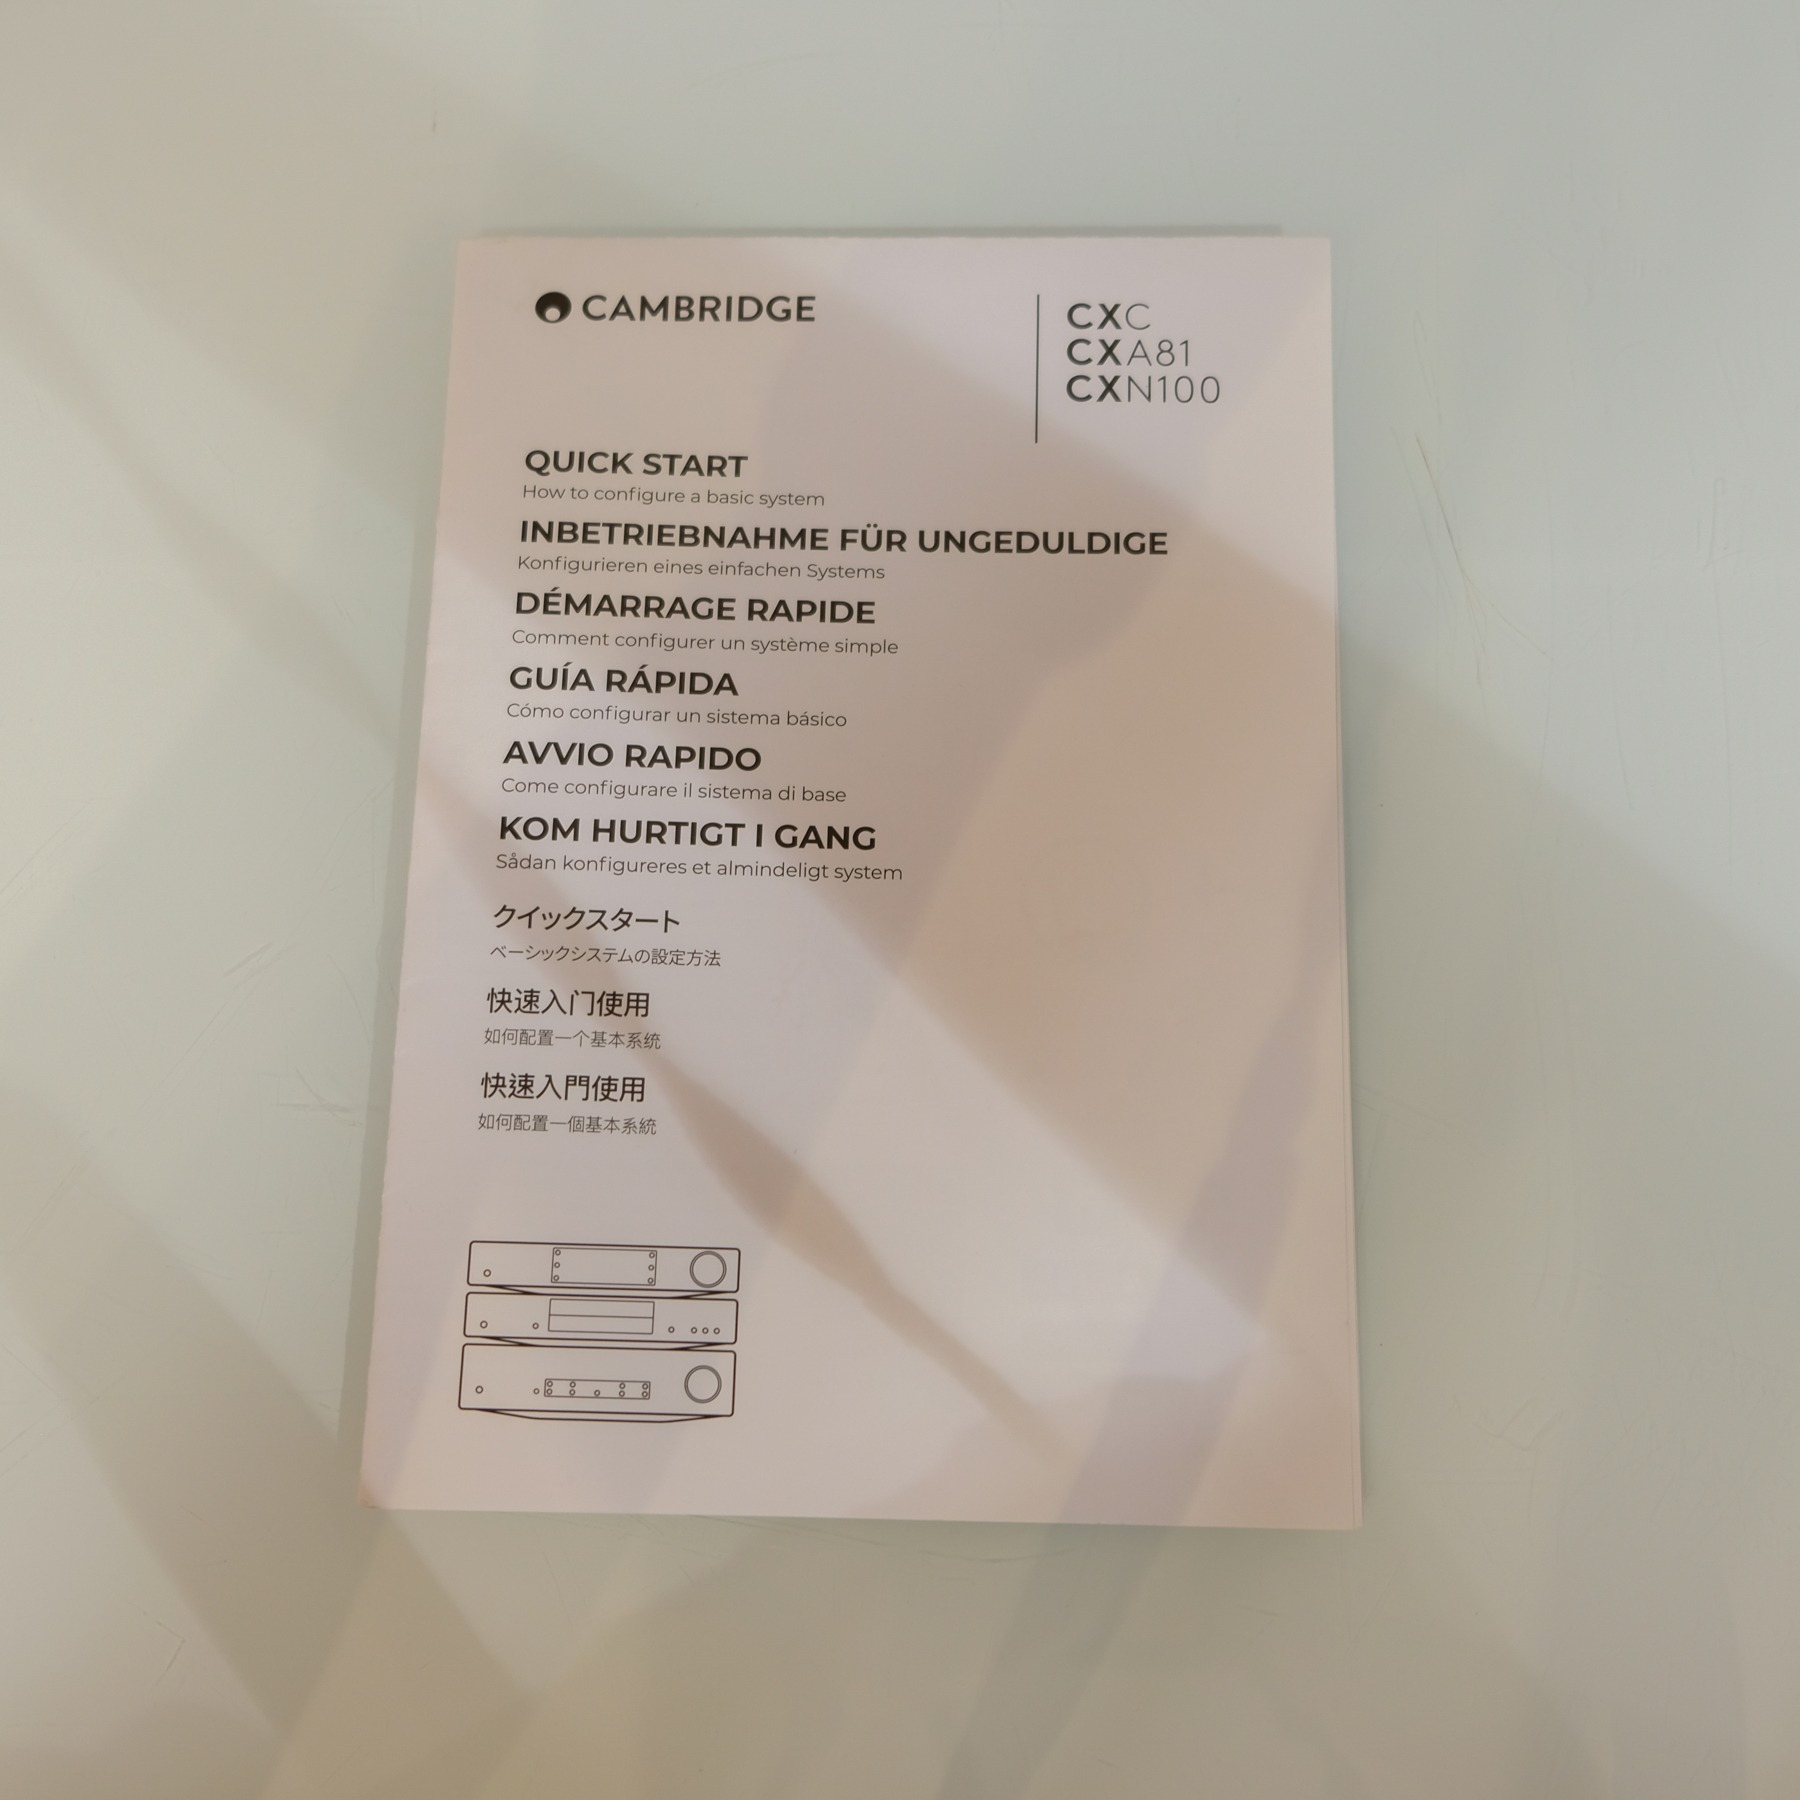 CAMBRIDGE
CXC
CXA81
CXN100
QUICK START
How to configure a basic system
INBETRIEBNAHME FÜR UNGEDULDIGE
Konfigurieren eines einfachen Systems
DÉMARRAGE RAPIDE
Comment configurer un système simple
GUÍA RÁPIDA
Cómo configurar un sistema básico
AVVIO RAPIDO
Come configurare il sistema di base
KOM HURTIGT I GANG
Sådan konfigureres et almindeligt system
クイックスタート
ベーシックシステムの設定方法
快速入门使用
如何配置一个基本系统
快速入門使用
如何配置一個基本系統